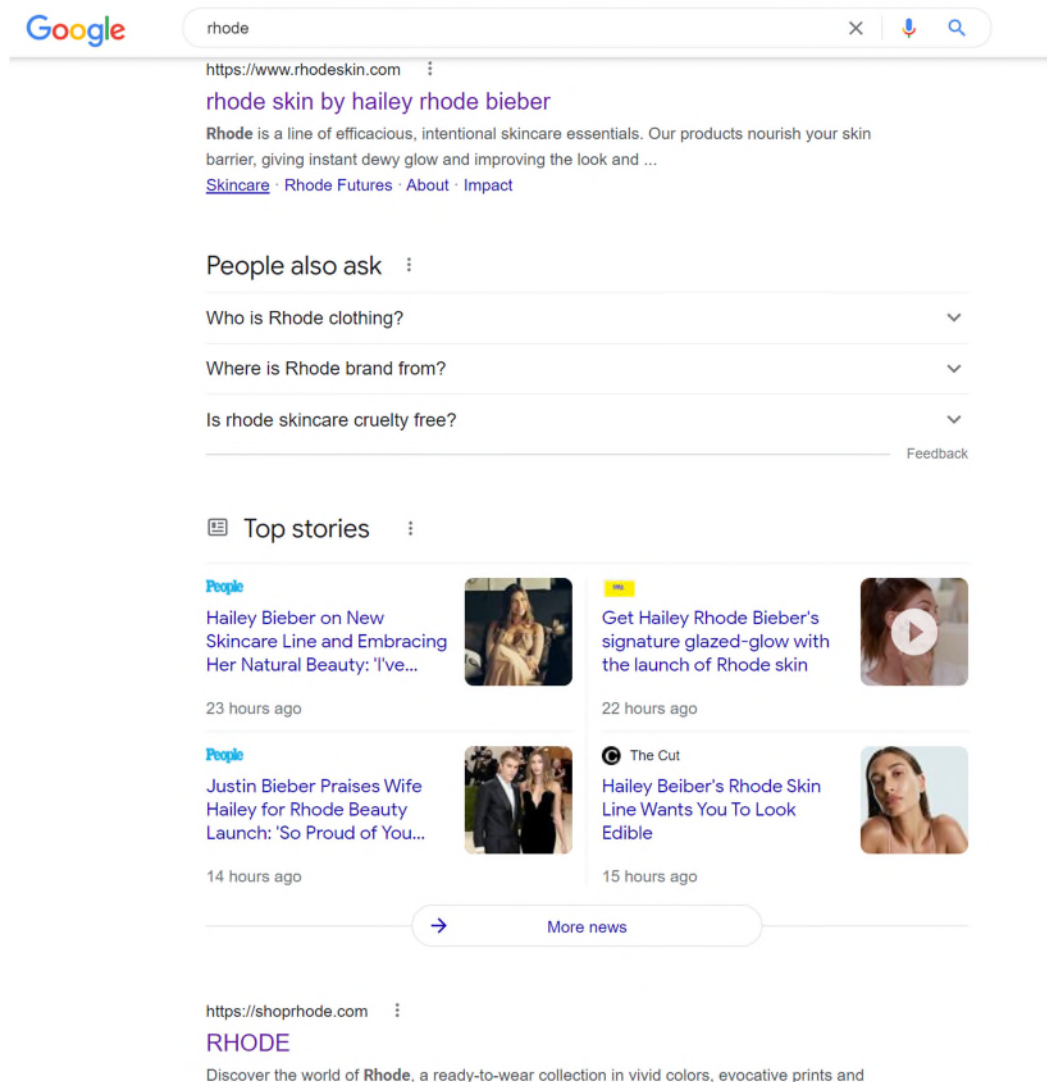 Google
rhode
https://www.rhodeskin.com
rhode skin by hailey rhode bieber
Rhode is a line of efficacious, intentional skincare essentials. Our products nourish your skin
barrier, giving instant dewy glow and improving the look and ...
Skincare · Rhode Futures · About · Impact
People also ask
Who is Rhode clothing?
Where is Rhode brand from?
Is rhode skincare cruelty free?
Feedback
Top stories
People
Hailey Bieber on New
Skincare Line and Embracing
Her Natural Beauty: 'I've...
23 hours ago
Get Hailey Rhode Bieber's
signature glazed-glow with
the launch of Rhode skin
22 hours ago
People
Justin Bieber Praises Wife
Hailey for Rhode Beauty
Launch: 'So Proud of You...
14 hours ago
The Cut
Hailey Beiber's Rhode Skin
Line Wants You To Look
Edible
15 hours ago
More news
https://shoprhode.com
RHODE
Discover the world of Rhode, a ready-to-wear collection in vivid colors, evocative prints and